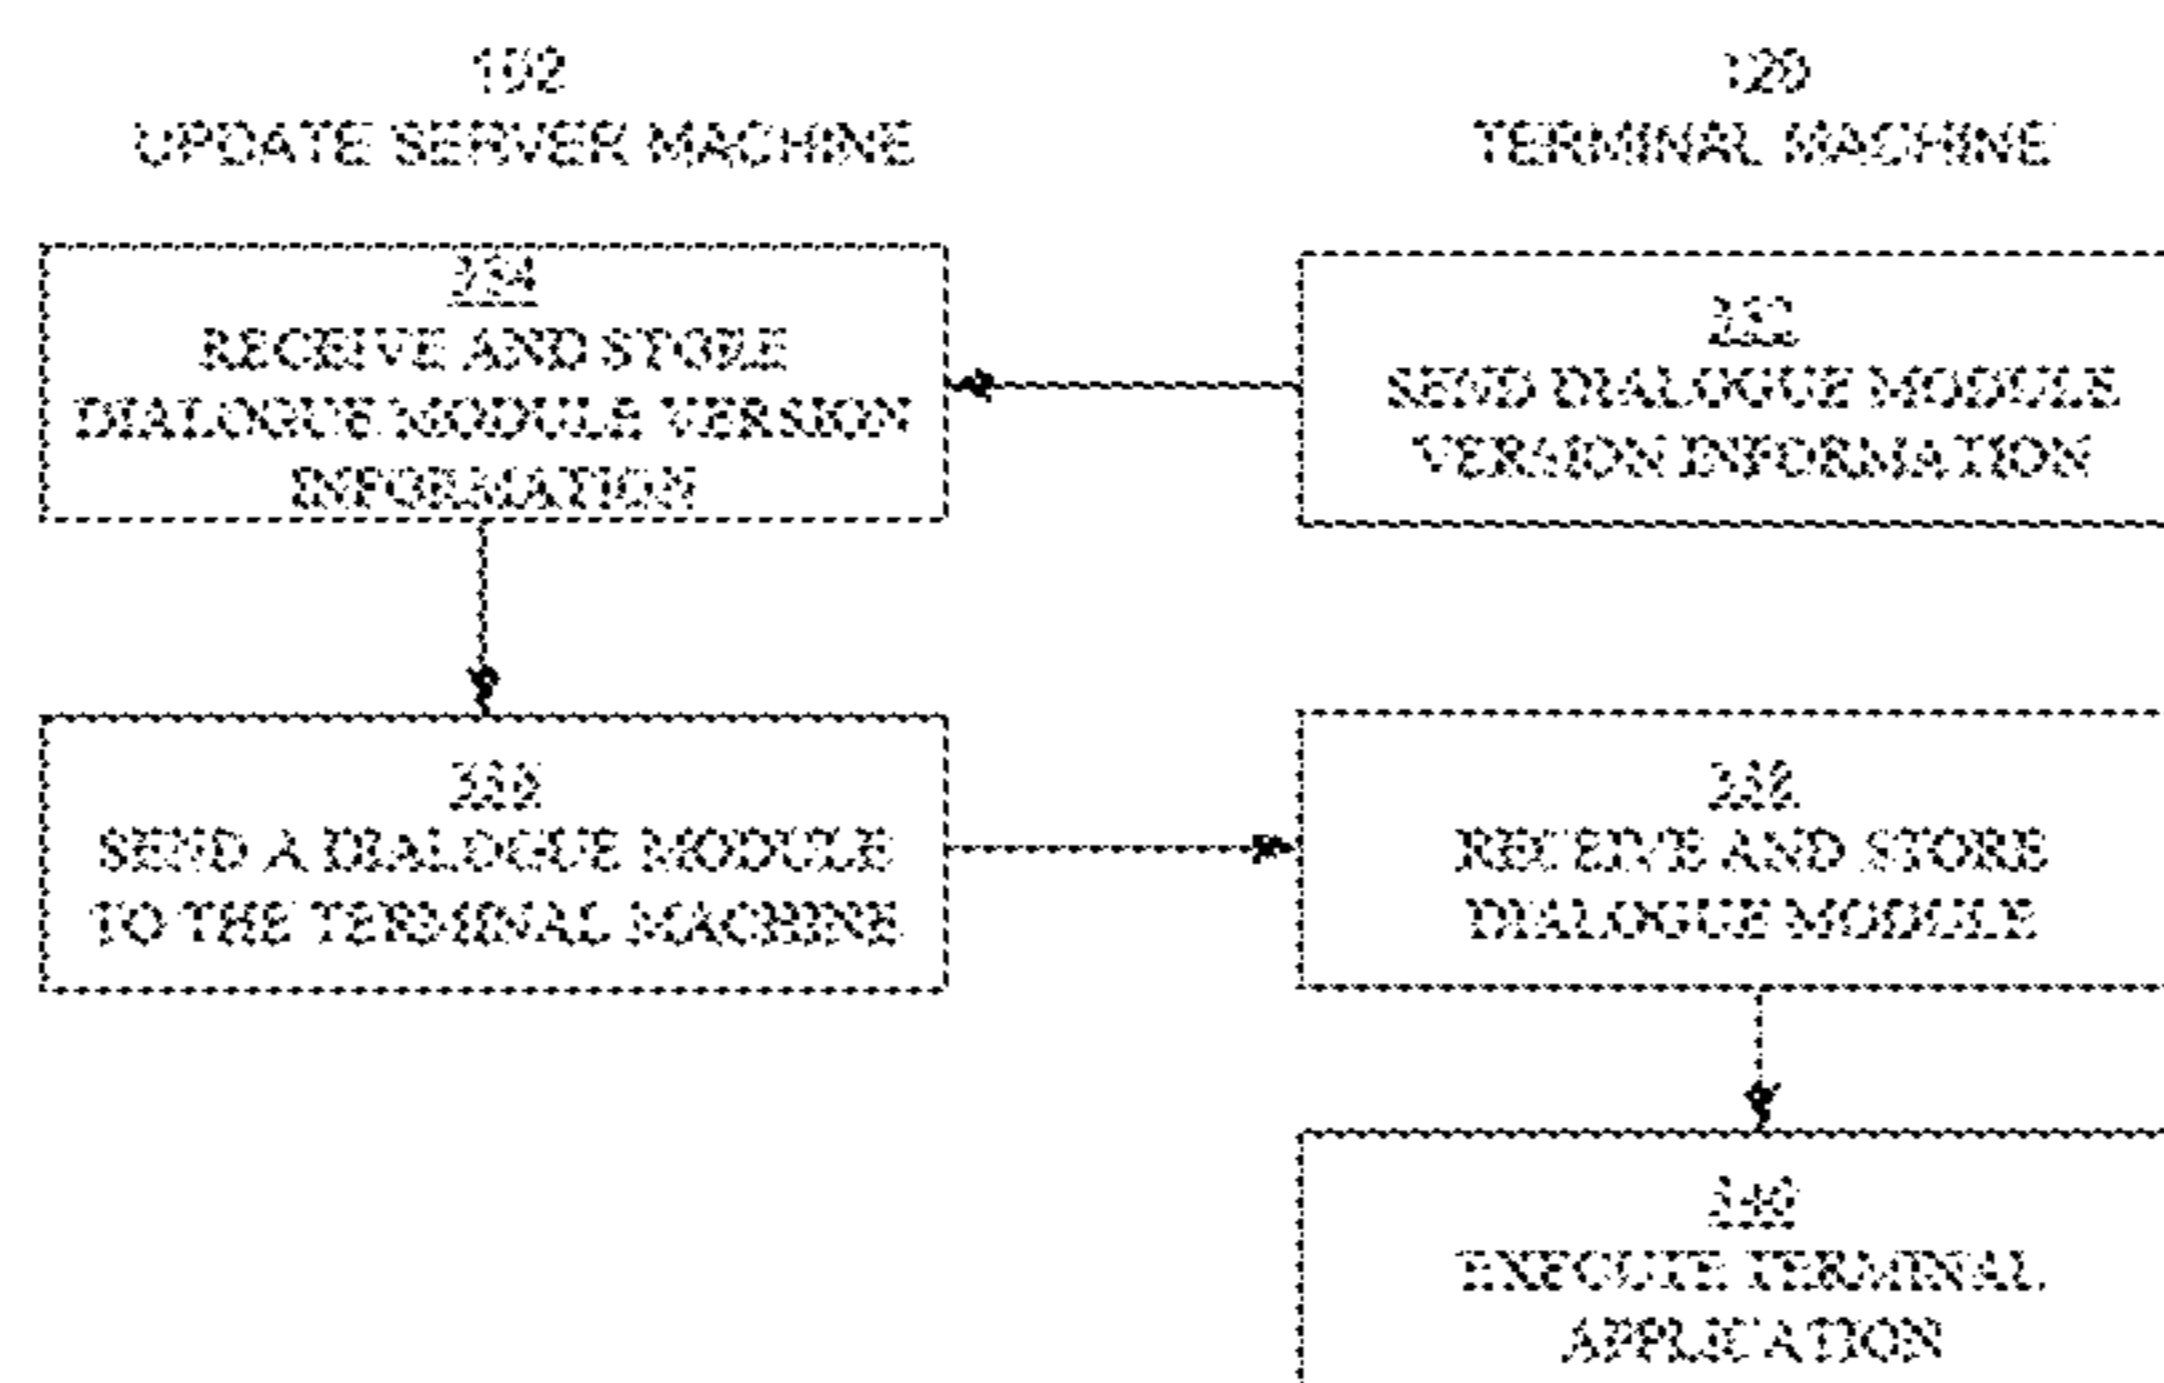 UPDATE SERVER MACHINE
120
TERMINAL MACHINE
RECEIVE AND STORE
DIALOGUE MODULE VERSION
INFORMATION
SEND DIALOGUE MODULE
VERSION INFORMATION
SEND A DIALOGUE MODULE
TO THE TERMINAL MACHINE
RECEIVE AND STORE
DIALOGUE MODULE
340
EXECUTE TERMINAL
APPLICATION